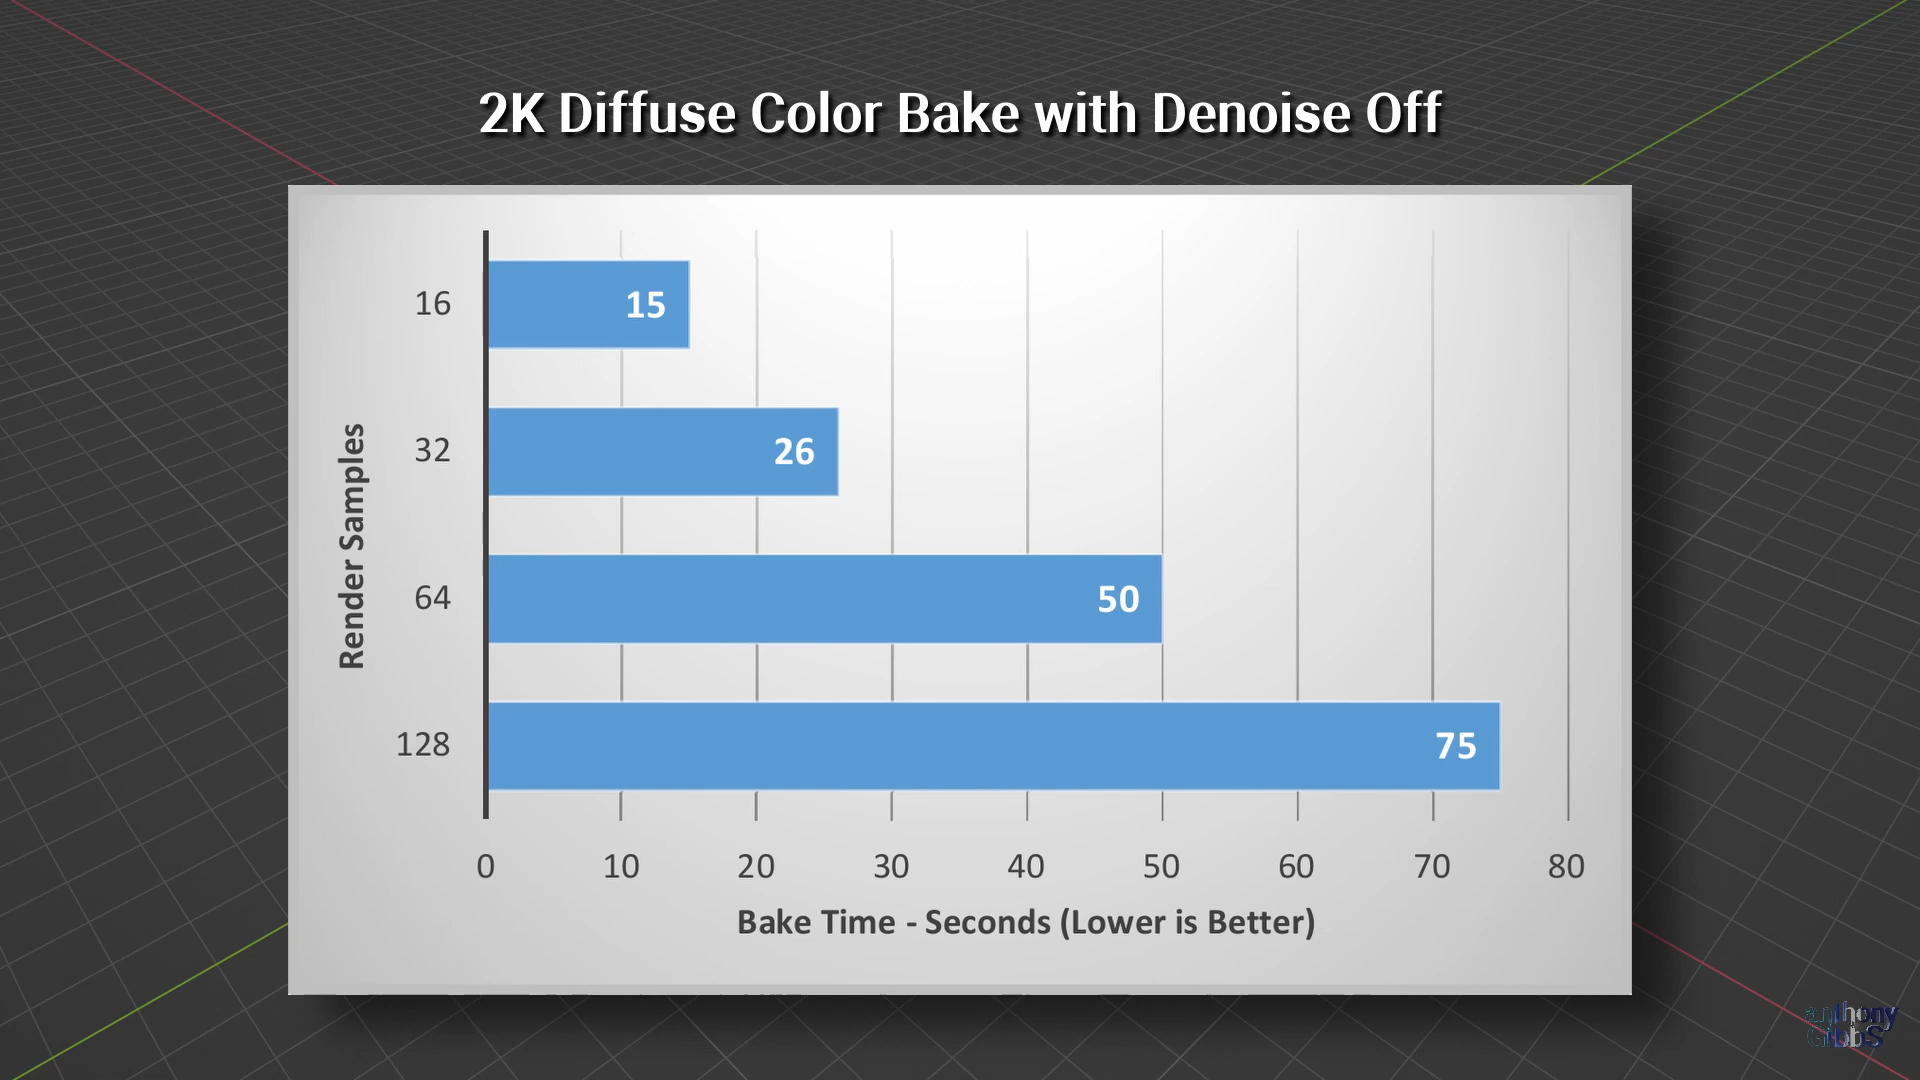 2K Diffuse Color Bake with Denoise Off
16
15
32
26
64
50
128
75
Render Samples
0 10 20 30 40 50 60 70 80
Bake Time - Seconds (Lower is Better)
anthony
GibbS